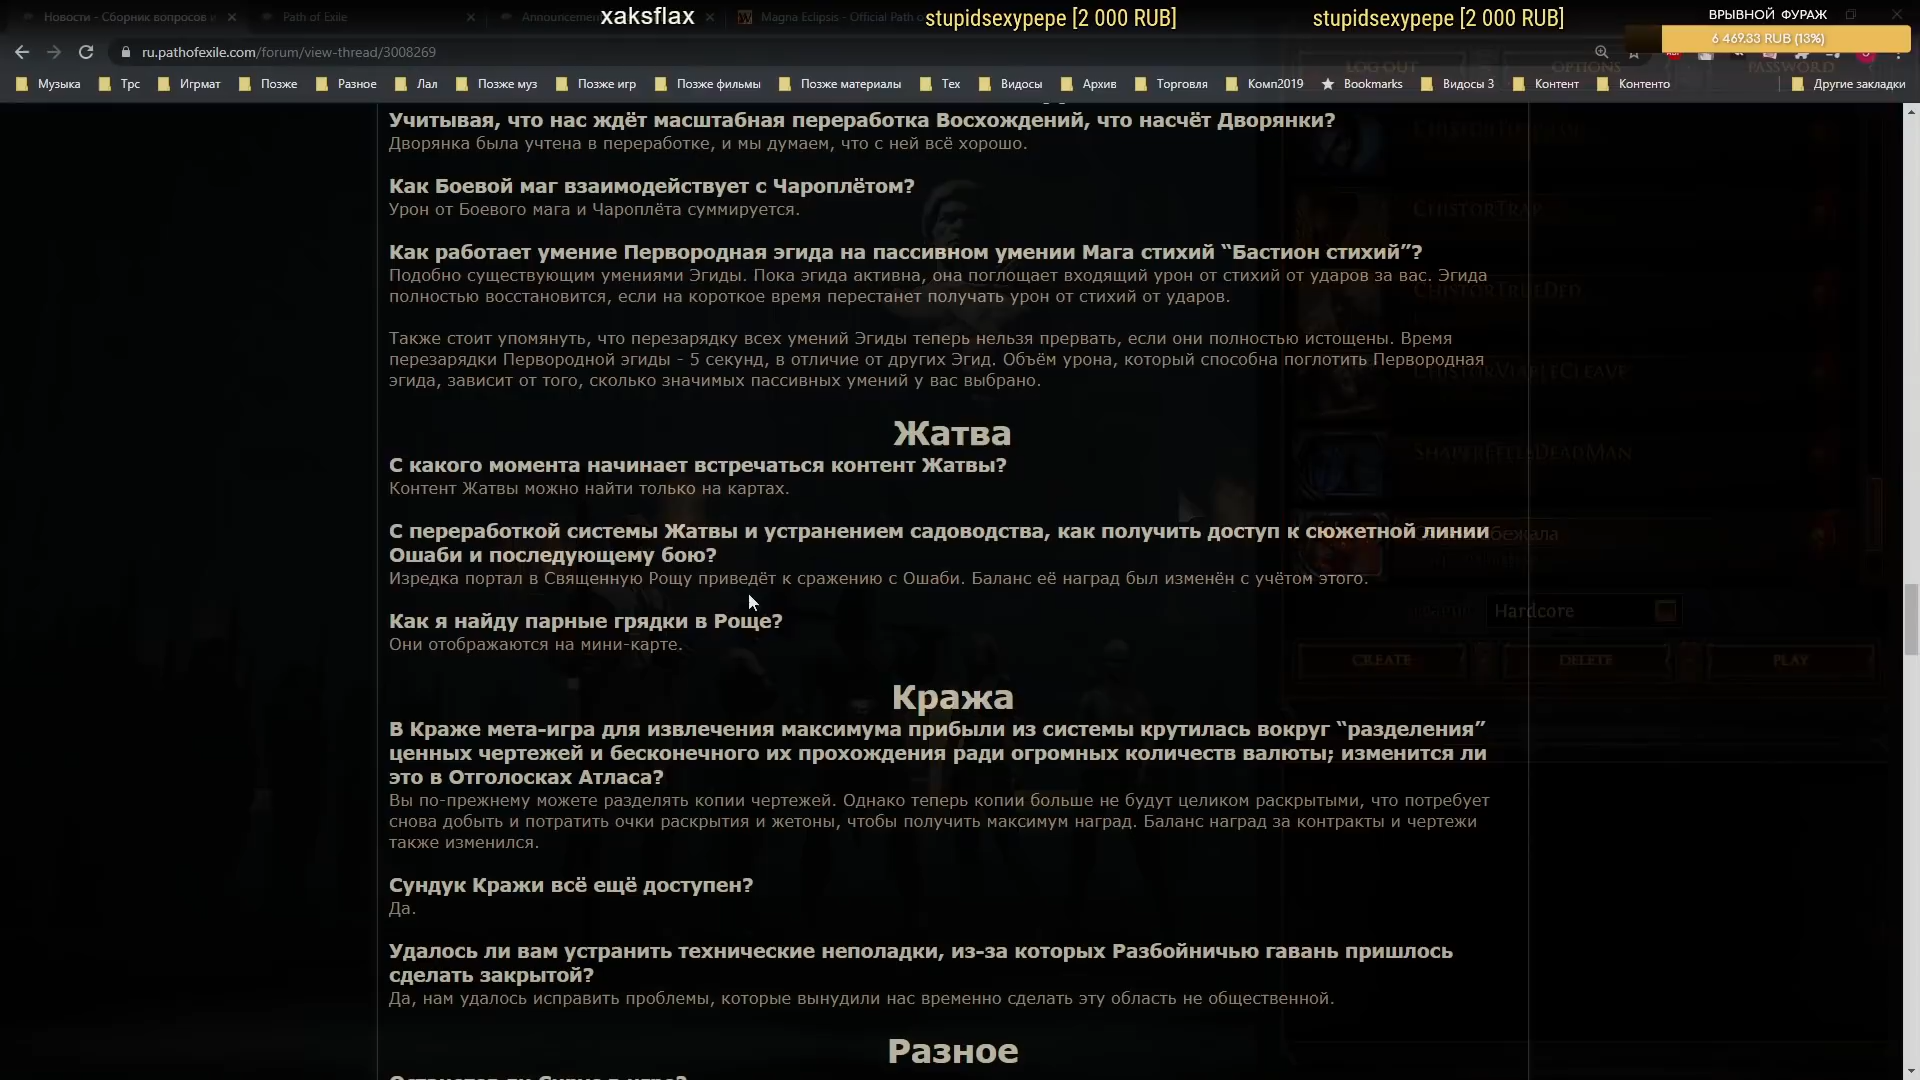 Новости - Сборник вопросов и
Path of Exile
Announcemen
Magna Eclipsis - Official Path o
xaksflax
stupidsexypepe [2 000 RUB]
stupidsexypepe [2 000 RUB]
ВРЫВНОЙ ФУРАЖ
6 469.33 RUB (13%)
ru.pathofexile.com/forum/view-thread/3008269
LOG OUT
OPTIONS
PASSWORD
Музыка
Трс
Игрмат
Позже
Разное
Лал
Позже муз
Позже игр
Позже фильмы
Позже материалы
Тех
Видосы
Архив
Торговля
Комп2019
Bookmarks
Видосы 3
Контент
Контенто
Другие закладки
Учитывая, что нас ждёт масштабная переработка Восхождений, что насчёт Дворянки?
Дворянка была учтена в переработке, и мы думаем, что с ней всё хорошо.
Как Боевой маг взаимодействует с Чароплётом?
Урон от Боевого мага и Чароплёта суммируется.
ChistorTrap
Как работает умение Первородная эгида на пассивном умении Мага стихий “Бастион стихий”?
Подобно существующим умениями Эгиды. Пока эгида активна, она поглощает входящий урон от стихий от ударов за вас. Эгида
полностью восстановится, если на короткое время перестанет получать урон от стихий от ударов.
ChistorTrueDed
Также стоит упомянуть, что перезарядку всех умений Эгиды теперь нельзя прервать, если они полностью истощены. Время
перезарядки Первородной эгиды - 5 секунд, в отличие от других Эгид. Объём урона, который способна поглотить Первородная
эгида, зависит от того, сколько значимых пассивных умений у вас выбрано.
ChistorViableCleave
Жатва
С какого момента начинает встречаться контент Жатвы?
Контент Жатвы можно найти только на картах.
ShaperFeelsDeadMan
С переработкой системы Жатвы и устранением садоводства, как получить доступ к сюжетной линии
Ошаби и последующему бою?
Изредка портал в Священную Рощу приведёт к сражению с Ошаби. Баланс её наград был изменён с учётом этого.
Как я найду парные грядки в Роще?
Они отображаются на мини-карте.
Hardcore
CREATE
DELETE
PLAY
Кража
В Краже мета-игра для извлечения максимума прибыли из системы крутилась вокруг “разделения”
ценных чертежей и бесконечного их прохождения ради огромных количеств валюты; изменится ли
это в Отголосках Атласа?
Вы по-прежнему можете разделять копии чертежей. Однако теперь копии больше не будут целиком раскрытыми, что потребует
снова добыть и потратить очки раскрытия и жетоны, чтобы получить максимум наград. Баланс наград за контракты и чертежи
также изменился.
Сундук Кражи всё ещё доступен?
Да.
Удалось ли вам устранить технические неполадки, из-за которых Разбойничью гавань пришлось
сделать закрытой?
Да, нам удалось исправить проблемы, которые вынудили нас временно сделать эту область не общественной.
Разное